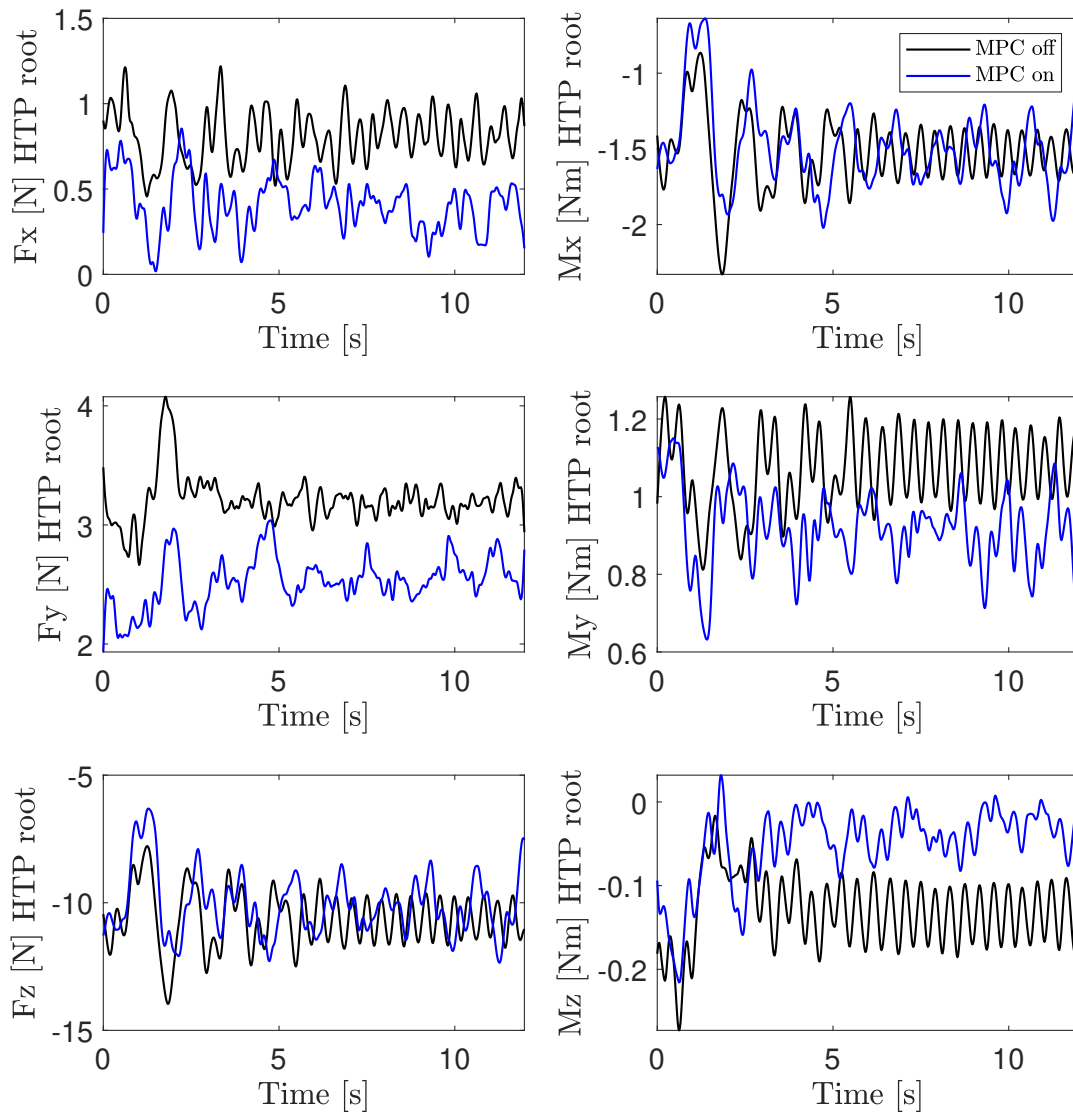 1.5
1
0.5
0
0 5 10
Time [s]
Fx [N] HTP root
MPC off
MPC on
-1
-1.5
-2
0 5 10
Time [s]
Mx [Nm] HTP root
4
3
2
0 5 10
Time [s]
Fy [N] HTP root
1.2
1
0.8
0.6
0 5 10
Time [s]
My [Nm] HTP root
-5
-10
-15
0 5 10
Time [s]
Fz [N] HTP root
0
-0.1
-0.2
0 5 10
Time [s]
Mz [Nm] HTP root